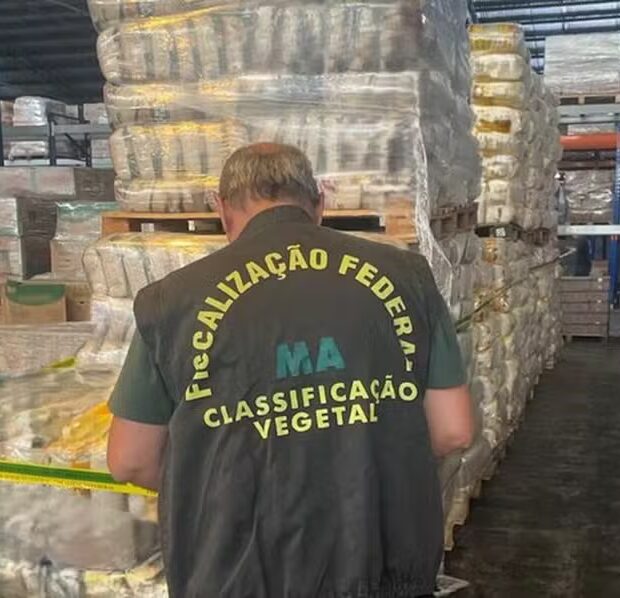 FISCALIZAÇÃO FEDERAL
MA
CLASSIFICAÇÃO
VEGETAL